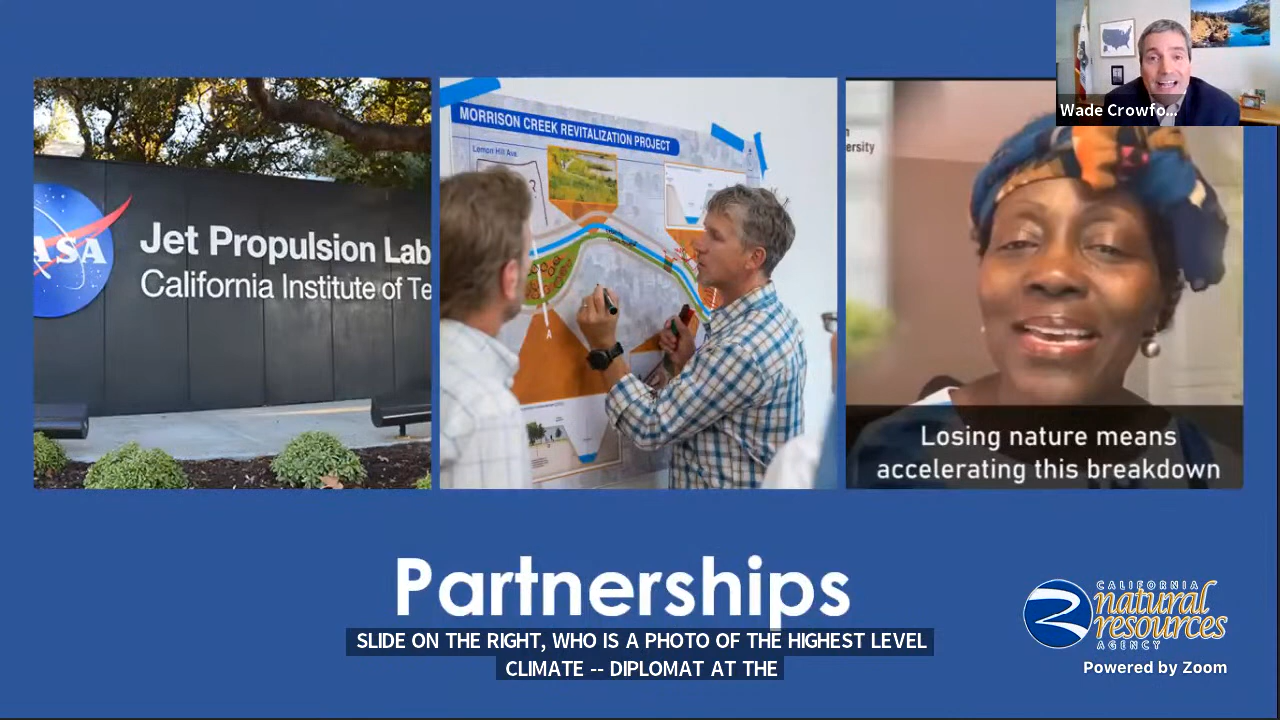 Wade Crowfo...
ASA
Jet Propulsion Lab
California Institute of Te
MORRISON CREEK REVITALIZATION PROJECT
Lemon Hill Ave
A
ersity
Losing nature means
accelerating this breakdown
Partnerships
SLIDE ON THE RIGHT, WHO IS A PHOTO OF THE HIGHEST LEVEL
CLIMATE -- DIPLOMAT AT THE
CALIFORNIA
natural
resources
AGENCY
Powered by Zoom